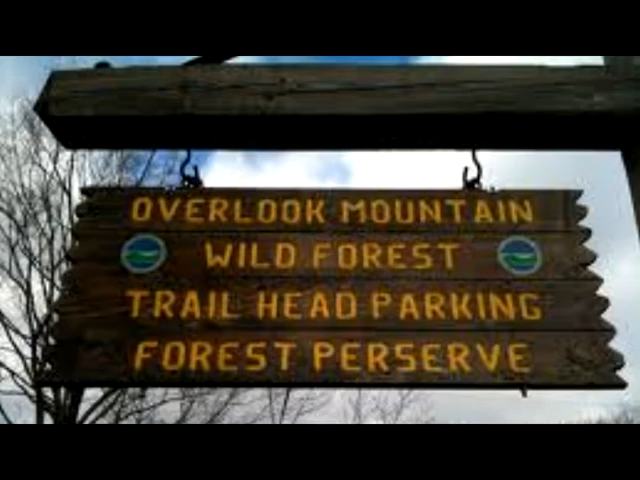 OVERLOOK MOUNTAIN
WILD FOREST
TRAIL HEAD PARKING
FOREST PERSERVE